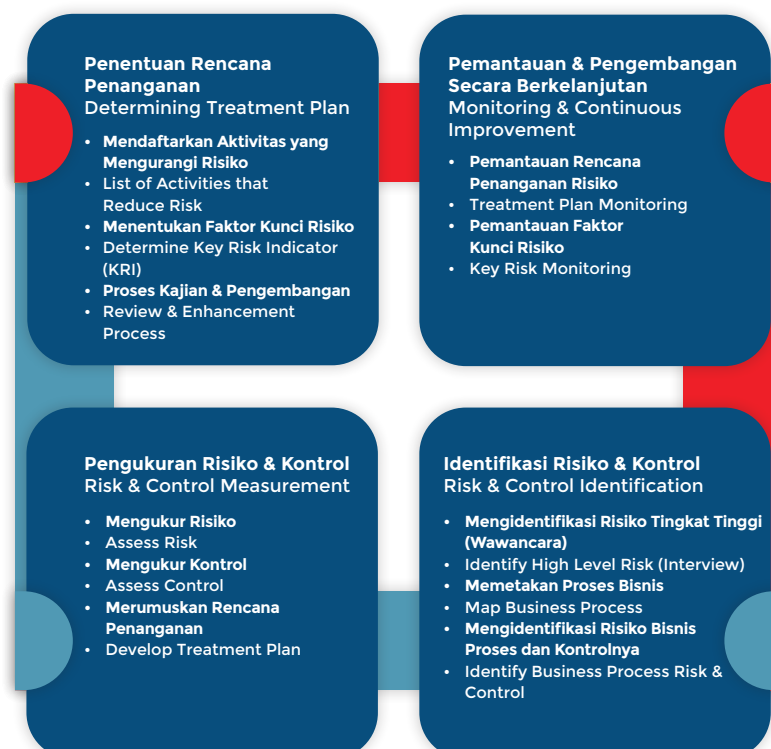 Penentuan Rencana
Penanganan
Determining Treatment Plan
• Mendaftarkan Aktivitas yang
Mengurangi Risiko
• List of Activities that
Reduce Risk
• Menentukan Faktor Kunci Risiko
• Determine Key Risk Indicator
(KRI)
• Proses Kajian & Pengembangan
• Review & Enhancement
Process
Pemantauan & Pengembangan
Secara Berkelanjutan
Monitoring & Continuous
Improvement
• Pemantauan Rencana
Penanganan Risiko
• Treatment Plan Monitoring
• Pemantauan Faktor
Kunci Risiko
• Key Risk Monitoring
Pengukuran Risiko & Kontrol
Risk & Control Measurement
• Mengukur Risiko
• Assess Risk
• Mengukur Kontrol
• Assess Control
• Merumuskan Rencana
Penanganan
• Develop Treatment Plan
Identifikasi Risiko & Kontrol
Risk & Control Identification
• Mengidentifikasi Risiko Tingkat Tinggi
(Wawancara)
• Identify High Level Risk (Interview)
• Memetakan Proses Bisnis
• Map Business Process
• Mengidentifikasi Risiko Bisnis
Proses dan Kontrolnya
• Identify Business Process Risk &
Control